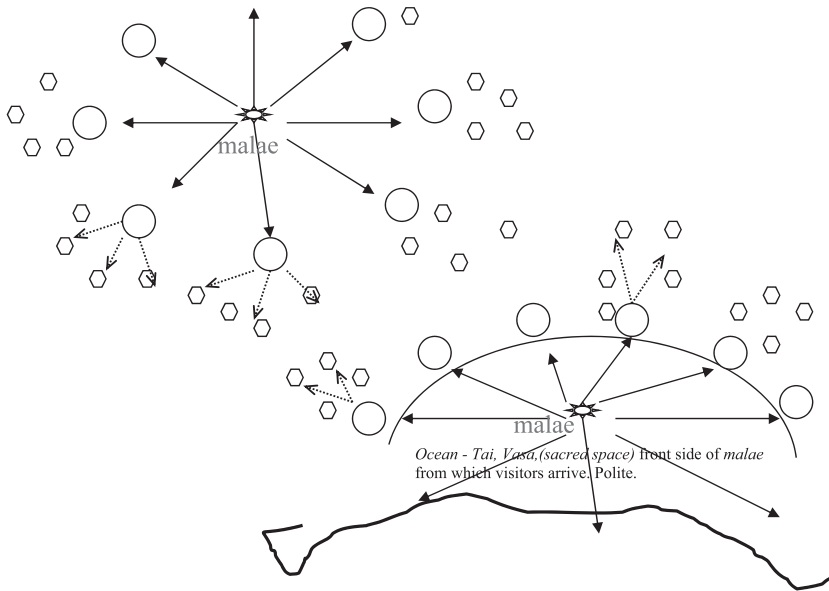 malae
malae
Ocean - Tai, Vasa,(sacred space) front side of malae
from which visitors arrive. Polite.